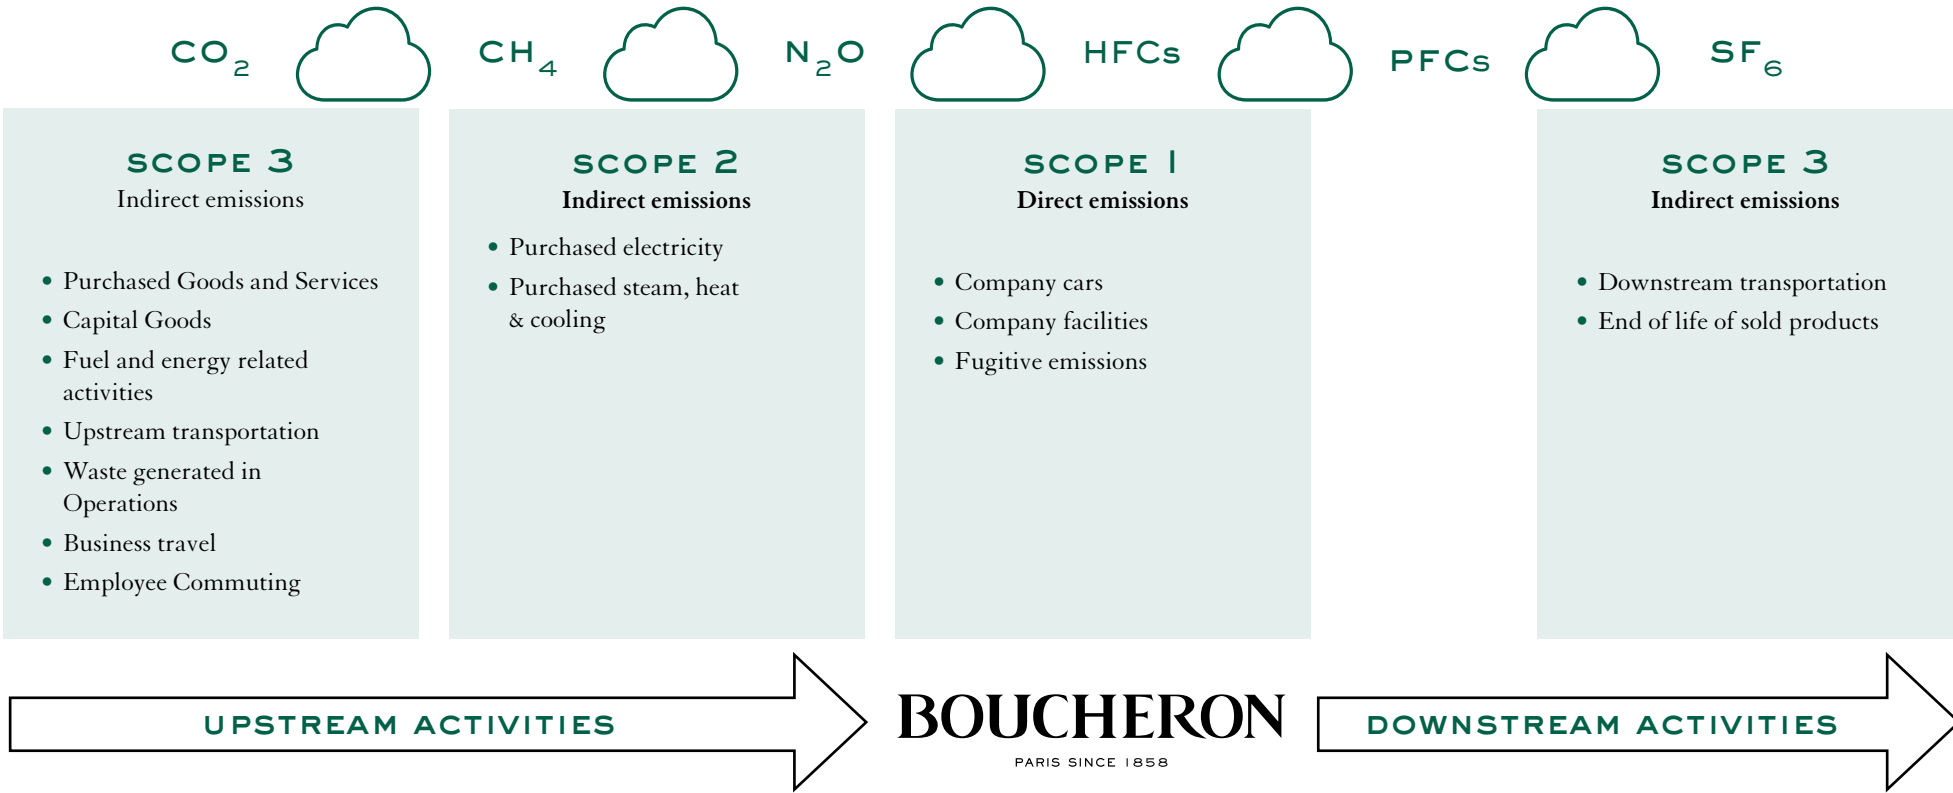 CO2
CH4
N2O
HFCs
PFCs
SF6
SCOPE 3
Indirect emissions
• Purchased Goods and Services
• Capital Goods
• Fuel and energy related
activities
• Upstream transportation
• Waste generated in
Operations
• Business travel
• Employee Commuting
SCOPE 2
Indirect emissions
• Purchased electricity
• Purchased steam, heat
& cooling
SCOPE 1
Direct emissions
• Company cars
• Company facilities
• Fugitive emissions
SCOPE 3
Indirect emissions
• Downstream transportation
• End of life of sold products
UPSTREAM ACTIVITIES
BOUCHERON
PARIS SINCE 1858
DOWNSTREAM ACTIVITIES